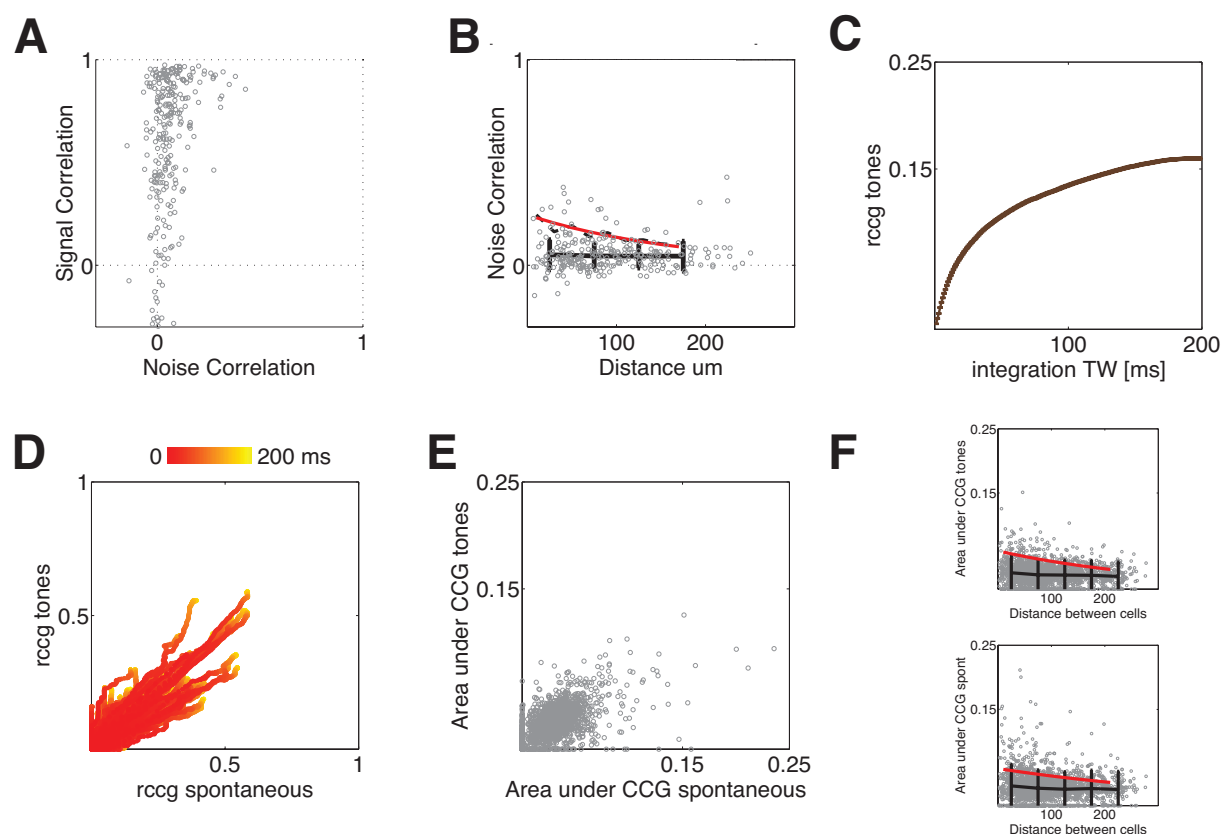 A
1
Signal Correlation
0
0
1
Noise Correlation
B
1
Noise Correlation
0
100
200
Distance um
C
0.25
rccg tones
0.15
100
200
integration TW [ms]
D
0
200 ms
1
rccg tones
0.5
0.5
1
rccg spontaneous
E
0.25
Area under CCG tones
0.15
0.15
0.25
Area under CCG spontaneous
F
0.25
Area under CCG tones
0.15
100
200
Distance between cells
0.25
Area under CCG spont
0.15
100
200
Distance between cells